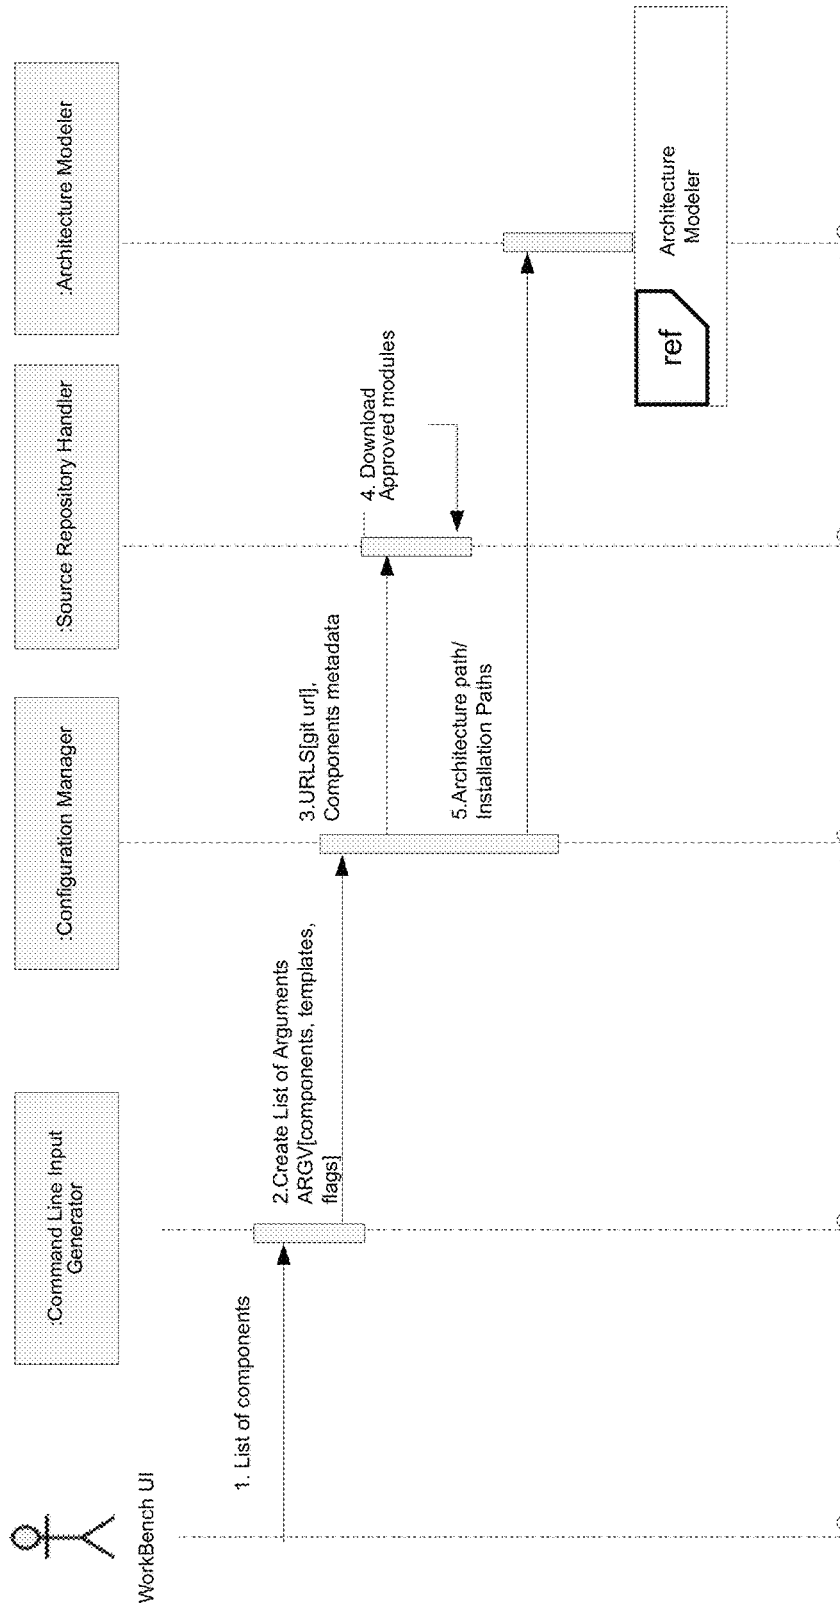 WorkBench UI
:Command Line Input
Generator
:Configuration Manager
:Source Repository Handler
:Architecture Modeler
1. List of components
2.Create List of Arguments
ARGV[components, templates,
flags]
3.URLS[git url],
Components metadata
4. Download
Approved modules
5.Architecture path/
Installation Paths
ref
Architecture
Modeler